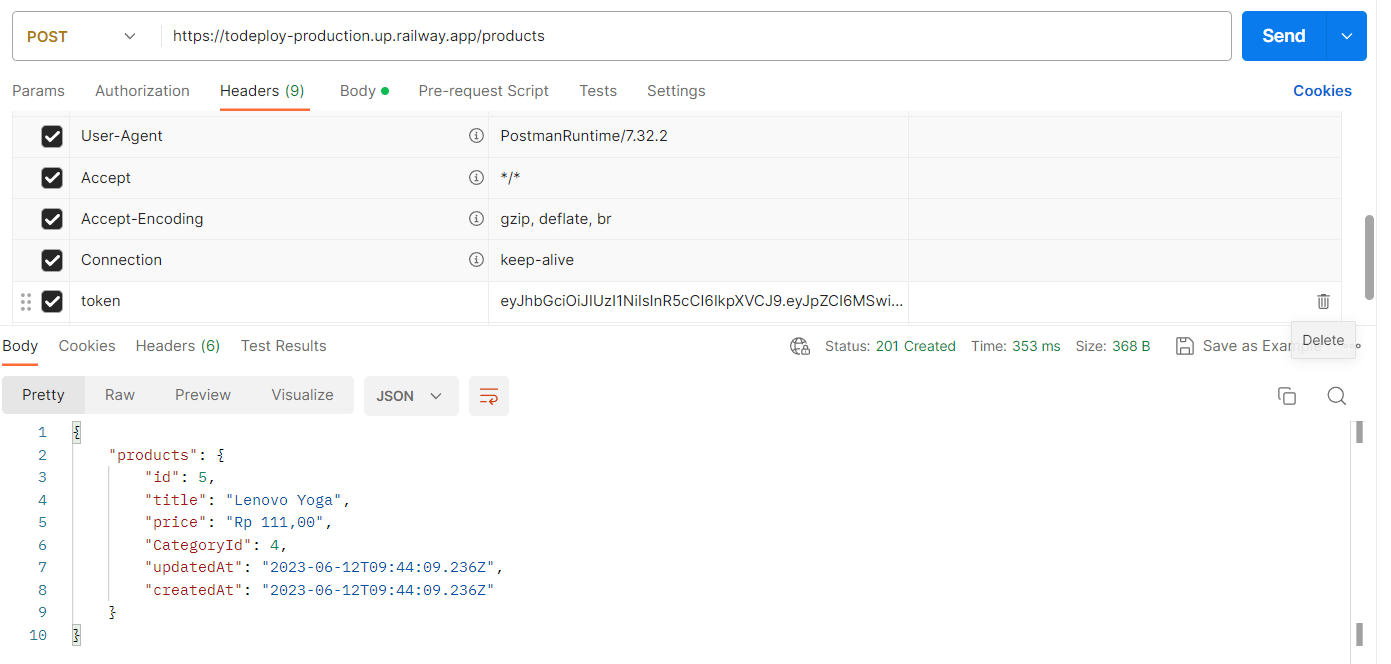 POST https://todeploy-production.up.railway.app/products Send
Params Authorization Headers (9) Body Pre-request Script Tests Settings Cookies
User-Agent PostmanRuntime/7.32.2
Accept */*
Accept-Encoding gzip, deflate, br
Connection keep-alive
token eyJhbGciOiJIUzI1NiIsInR5cCI6IkpXVCJ9.eyJpZCI6MSwi...
Body Cookies Headers (6) Test Results Status: 201 Created Time: 353 ms Size: 368 B Save as Example
Delete
Pretty Raw Preview Visualize JSON
1 {
2 "products": {
3 "id": 5,
4 "title": "Lenovo Yoga",
5 "price": "Rp 111,00",
6 "CategoryId": 4,
7 "updatedAt": "2023-06-12T09:44:09.236Z",
8 "createdAt": "2023-06-12T09:44:09.236Z"
9 }
10 }